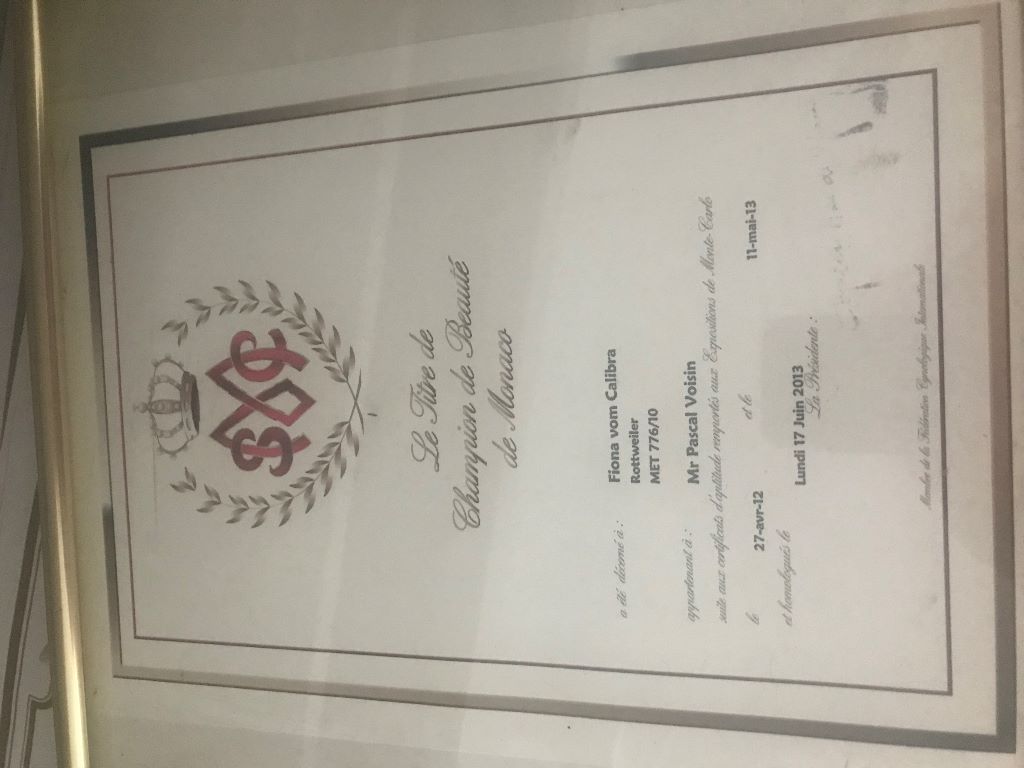 Le Titre de
Champion de Beauté
de Monaco
a été décerné à :
Fiona vom Calibra
Rottweiler
MET 776/10
appartenant à :
Mr Pascal Voisin
suite aux certificats d'aptitude remportés aux Expositions de Monte-Carlo
le 27-avr-12 et le 11-mai-13
et homologués le Lundi 17 Juin 2013
La Présidente :
Membre de la Fédération Cynologique Internationale